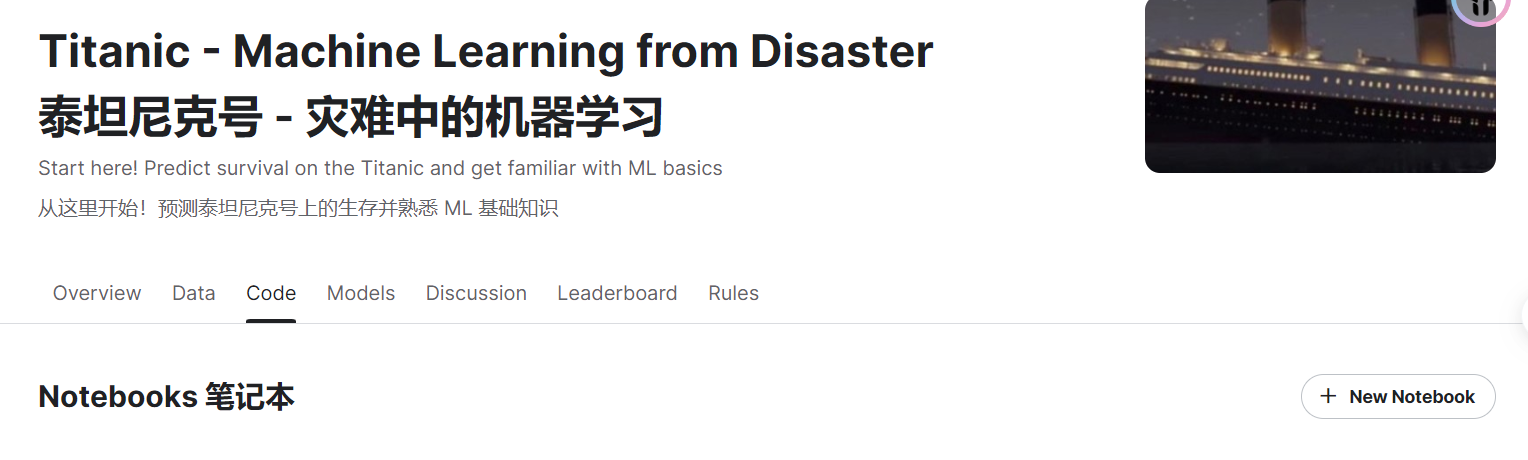 Titanic - Machine Learning from Disaster
泰坦尼克号 - 灾难中的机器学习
Start here! Predict survival on the Titanic and get familiar with ML basics
从这里开始！预测泰坦尼克号上的生存并熟悉 ML 基础知识
Overview Data Code Models Discussion Leaderboard Rules
Notebooks 笔记本
+ New Notebook